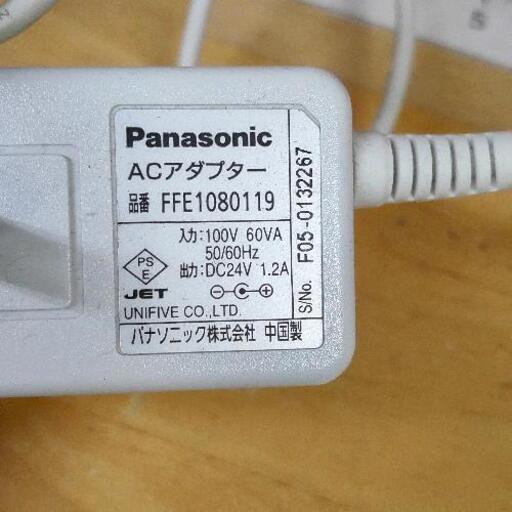 Panasonic
ACアダプター
品番 FFE1080119
入力:100V 60VA
50/60Hz
出力:DC24V 1.2A
PS
E
JET
UNIFIVE CO.,LTD.
パナソニック株式会社 中国製
S/No. F05-0132267